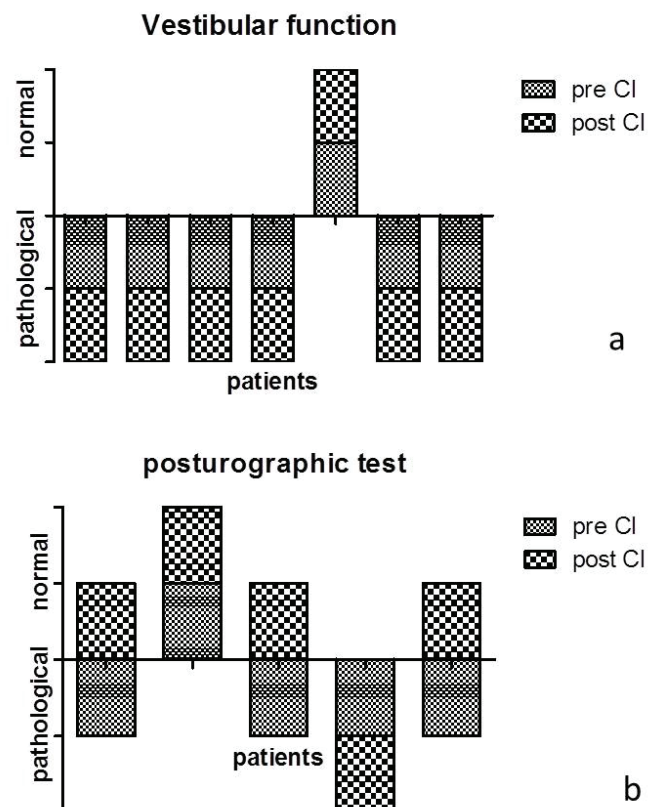 Vestibular function
normal
pathological
pre CI
post CI
patients
a
posturographic test
normal
pathological
pre CI
post CI
patients
b